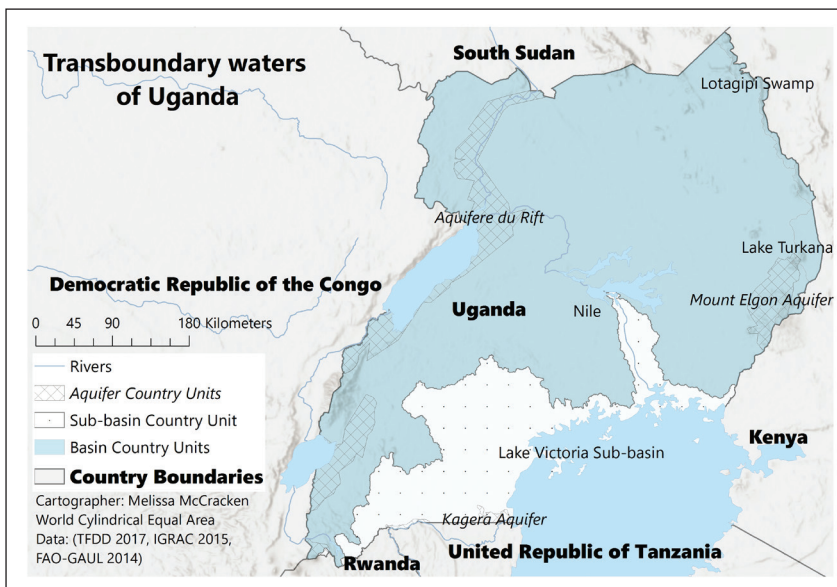 Transboundary waters
of Uganda
South Sudan
Lotagipi Swamp
Aquifere du Rift
Lake Turkana
Democratic Republic of the Congo
Mount Elgon Aquifer
Uganda
Nile
0 45 90 180 Kilometers
Rivers
Aquifer Country Units
Sub-basin Country Unit
Basin Country Units
Country Boundaries
Cartographer: Melissa McCracken
World Cylindrical Equal Area
Data: (TFDD 2017, IGRAC 2015,
FAO-GAUL 2014)
Kenya
Lake Victoria Sub-basin
Kagera Aquifer
Rwanda
United Republic of Tanzania